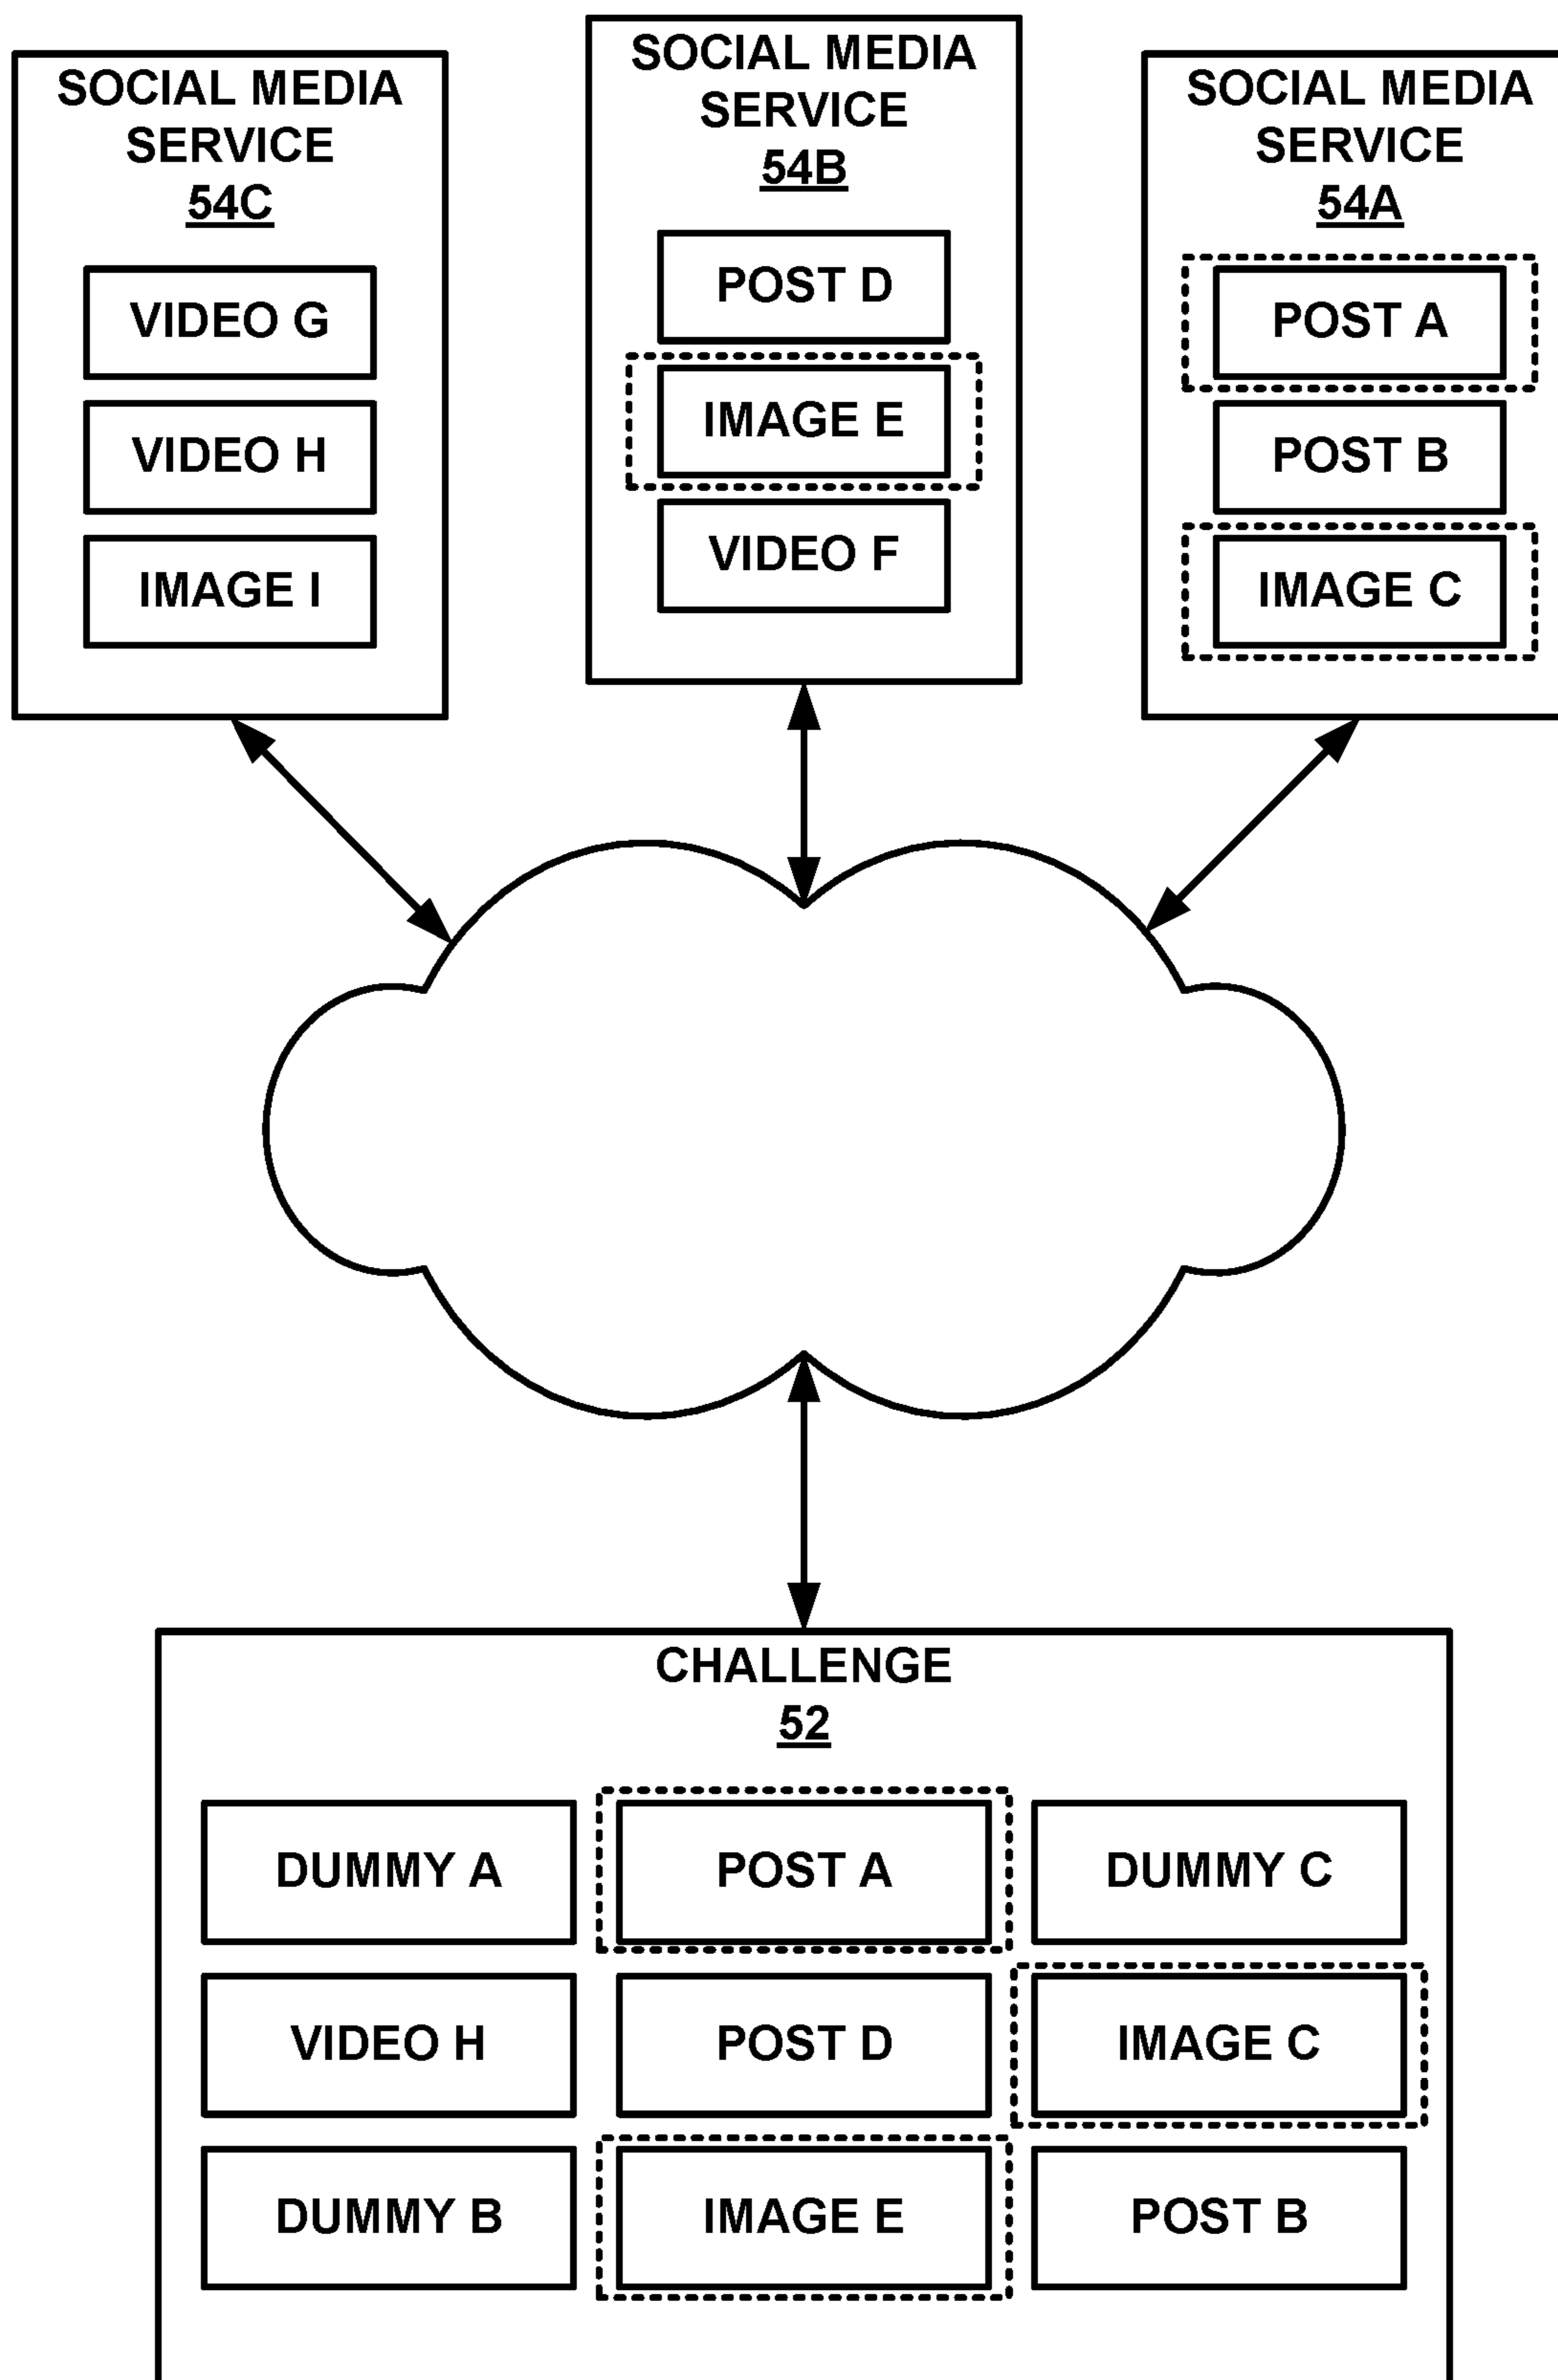 SOCIAL MEDIA
SERVICE
54C
VIDEO G
VIDEO H
IMAGE I
SOCIAL MEDIA
SERVICE
54B
POST D
IMAGE E
VIDEO F
SOCIAL MEDIA
SERVICE
54A
POST A
POST B
IMAGE C
CHALLENGE
52
DUMMY A
POST A
DUMMY C
VIDEO H
POST D
IMAGE C
DUMMY B
IMAGE E
POST B